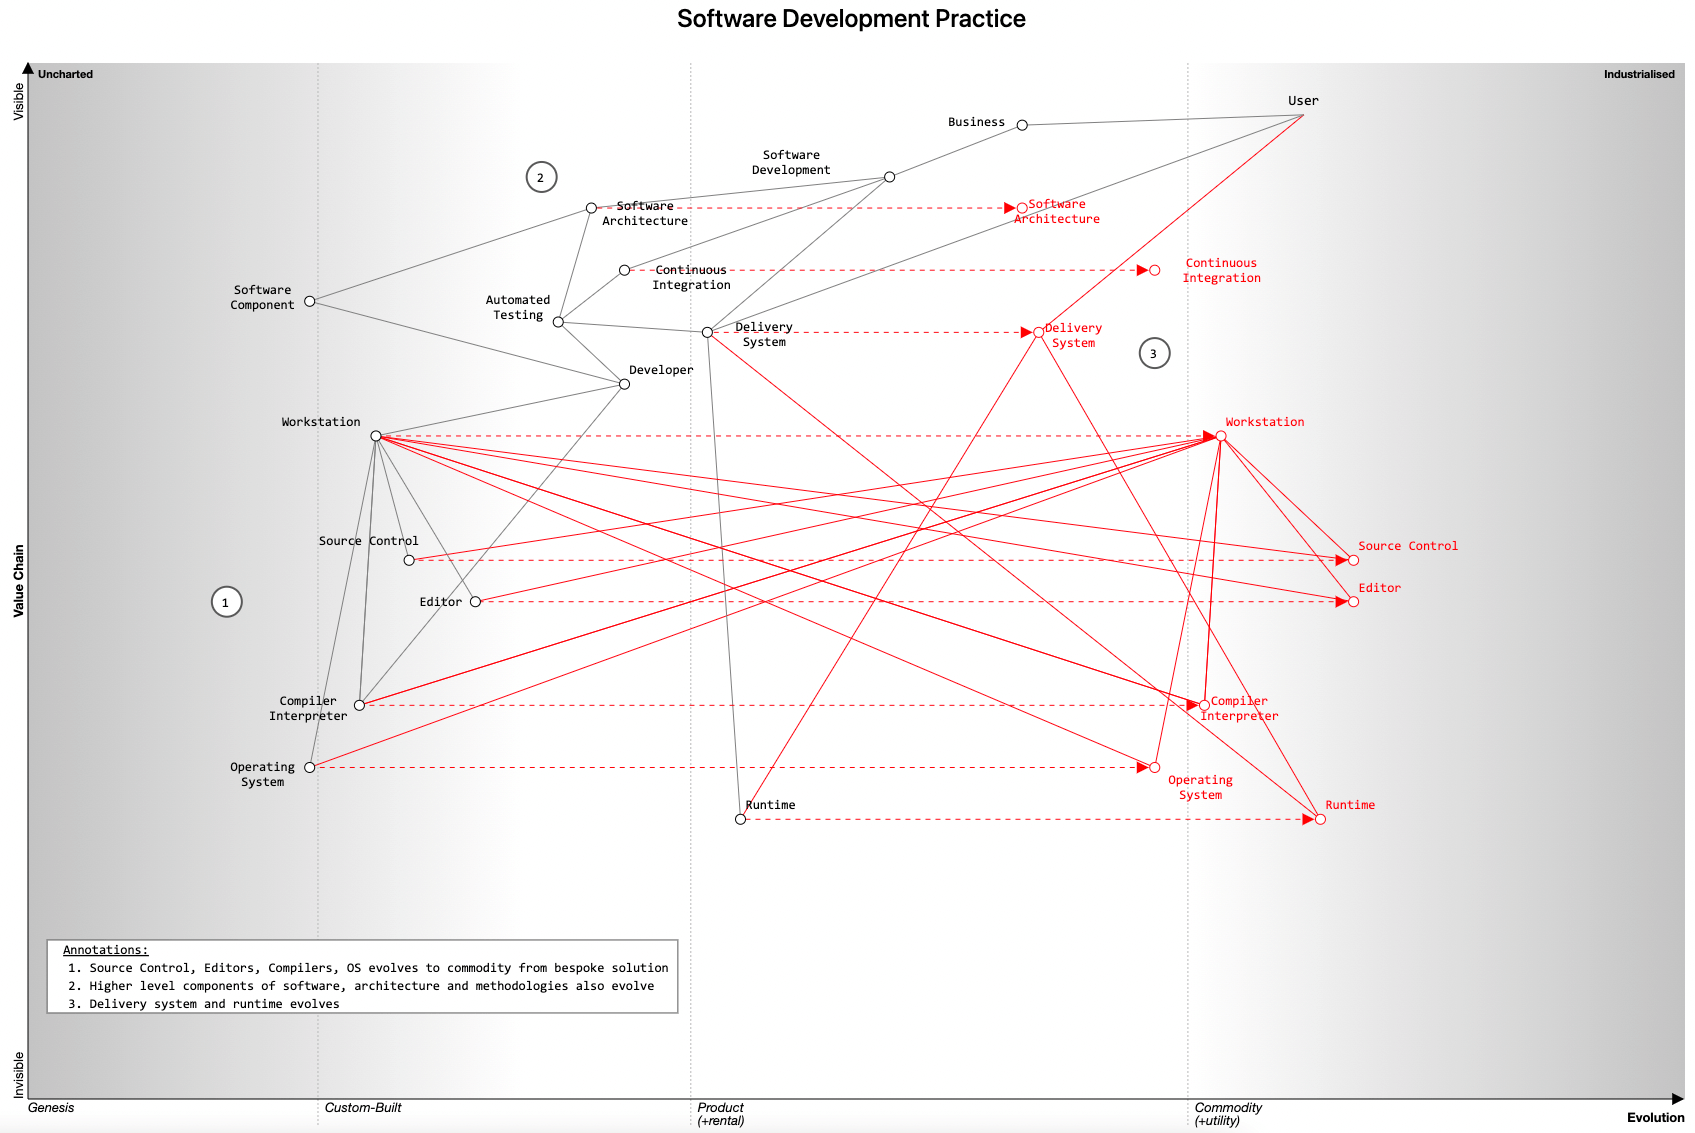 Software Development Practice
Uncharted
Industrialised
Visible
User
Business
Software
Development
2
Software
Architecture
Software
Architecture
Continuous
Integration
Continuous
Integration
Software
Component
Automated
Testing
Delivery
System
Delivery
System
3
Developer
Workstation
Workstation
Source Control
Source Control
Value Chain
1
Editor
Editor
Compiler
Interpreter
Compiler
Interpreter
Operating
System
Operating
System
Runtime
Runtime
Annotations:
1. Source Control, Editors, Compilers, OS evolves to commodity from bespoke solution
2. Higher level components of software, architecture and methodologies also evolve
3. Delivery system and runtime evolves
Invisible
Genesis
Custom-Built
Product
(+rental)
Commodity
(+utility)
Evolution